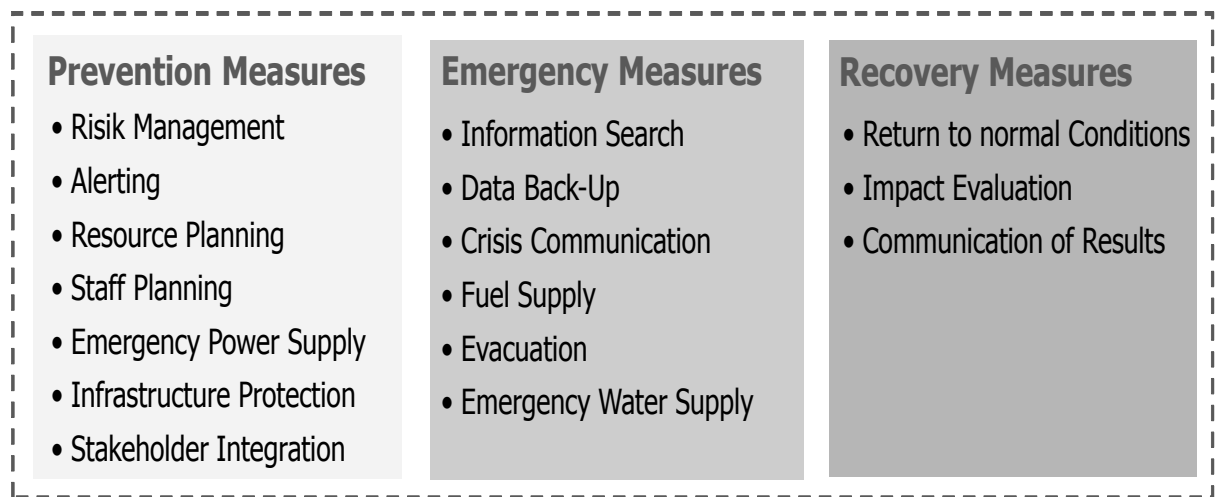 Prevention Measures
• Risik Management
• Alerting
• Resource Planning
• Staff Planning
• Emergency Power Supply
• Infrastructure Protection
• Stakeholder Integration
Emergency Measures
• Information Search
• Data Back-Up
• Crisis Communication
• Fuel Supply
• Evacuation
• Emergency Water Supply
Recovery Measures
• Return to normal Conditions
• Impact Evaluation
• Communication of Results